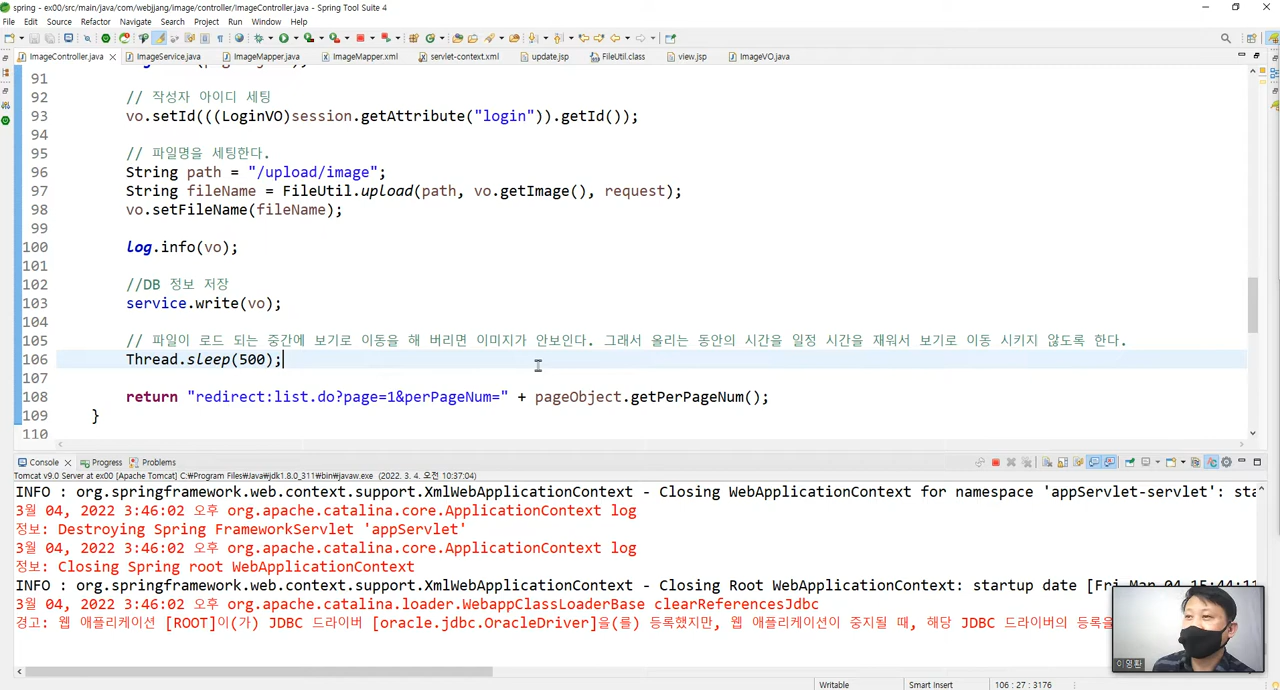 spring - ex00/src/main/java/com/webjjang/image/controller/ImageController.java - Spring Tool Suite 4
File Edit Source Refactor Navigate Search Project Run Window Help
ImageController.java ImageService.java ImageMapper.java ImageMapper.xml servlet-context.xml update.jsp FileUtil.class view.jsp ImageVO.java
91
92 // 작성자 아이디 세팅
93 vo.setId(((LoginVO)session.getAttribute("login")).getId());
94
95 // 파일명을 세팅한다.
96 String path = "/upload/image";
97 String fileName = FileUtil.upload(path, vo.getImage(), request);
98 vo.setFileName(fileName);
99
100 log.info(vo);
101
102 //DB 정보 저장
103 service.write(vo);
104
105 // 파일이 로드 되는 중간에 보기로 이동을 해 버리면 이미지가 안보인다. 그래서 올리는 동안의 시간을 일정 시간을 재워서 보기로 이동 시키지 않도록 한다.
106 Thread.sleep(500);
107
108 return "redirect:list.do?page=1&perPageNum=" + pageObject.getPerPageNum();
109 }
110
Console Progress Problems
Tomcat v9.0 Server at ex00 [Apache Tomcat] C:\Program Files\Java\jdk1.8.0_311\bin\javaw.exe (2022. 3. 4. 오전 10:37:04)
INFO : org.springframework.web.context.support.XmlWebApplicationContext - Closing WebApplicationContext for namespace 'appServlet-servlet': sta
3월 04, 2022 3:46:02 오후 org.apache.catalina.core.ApplicationContext log
정보: Destroying Spring FrameworkServlet 'appServlet'
3월 04, 2022 3:46:02 오후 org.apache.catalina.core.ApplicationContext log
정보: Closing Spring root WebApplicationContext
INFO : org.springframework.web.context.support.XmlWebApplicationContext - Closing Root WebApplicationContext: startup date [Fri Mar 04 15:44:11
3월 04, 2022 3:46:02 오후 org.apache.catalina.loader.WebappClassLoaderBase clearReferencesJdbc
경고: 웹 애플리케이션 [ROOT]이(가) JDBC 드라이버 [oracle.jdbc.OracleDriver]을(를) 등록했지만, 웹 애플리케이션이 중지될 때, 해당 JDBC 드라이버의 등록을
이영환
Writable Smart Insert 106 : 27 : 3176